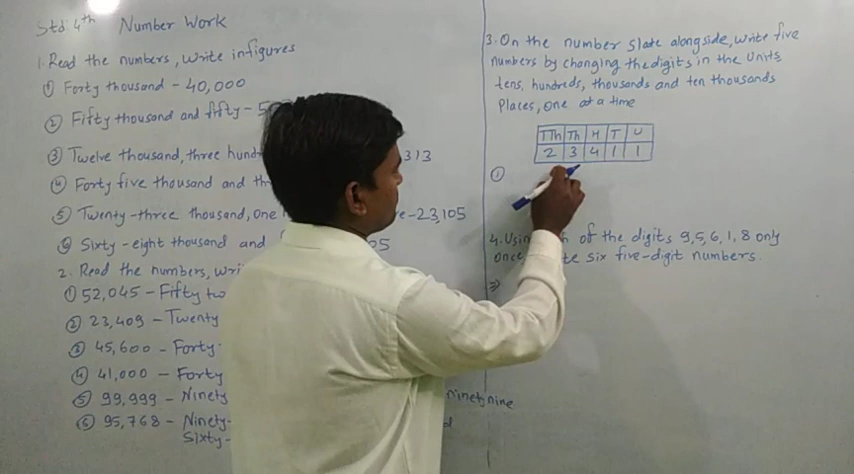 Std 4th Number Work
1. Read the numbers, write in figures
① Forty thousand - 40,000
② Fifty thousand and fifty - 5
③ Twelve thousand, three hund 313
④ Forty five thousand and th
⑤ Twenty-three thousand, one e-23,105
⑥ Sixty-eight thousand and 05
2. Read the numbers, wri
① 52,045 - Fifty tw
② 23,409 - Twenty
③ 45,600 - Forty-
④ 41,000 - Forty
⑤ 99,999 - Ninety ninety nine
⑥ 95,768 - Ninety- d
Sixty-
3. On the number slate alongside, write five
numbers by changing the digits in the units
tens, hundreds, thousands and ten thousands
places, one at a time
TTh Th H T U
2 3 4 1 1
①
4. Usin of the digits 9,5,6,1,8 only
once te six five-digit numbers.
⇒